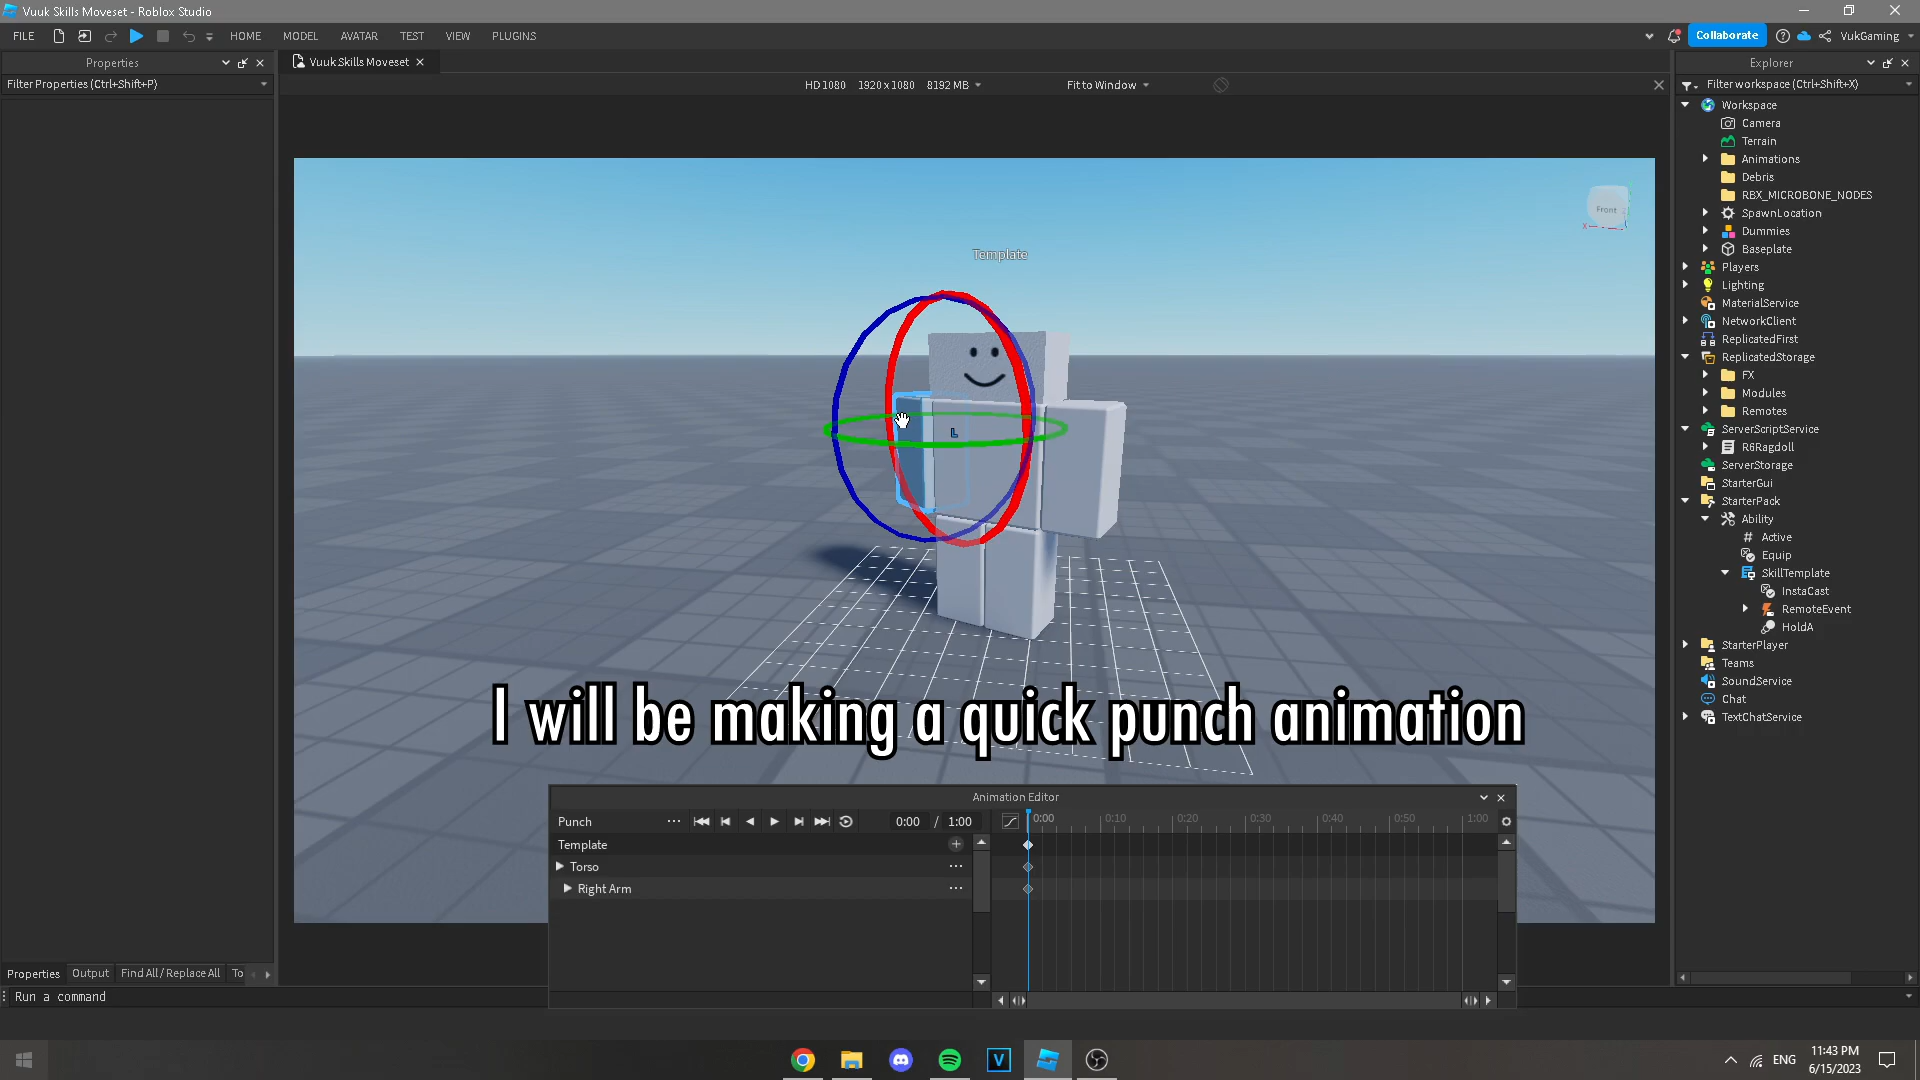 Vuuk Skills Moveset - Roblox Studio
FILE HOME MODEL AVATAR TEST VIEW PLUGINS Collaborate VukGaming
Properties
Filter Properties (Ctrl+Shift+P)
Vuuk Skills Moveset
HD 1080 1920 x 1080 8192 MB Fit to Window
Explorer
Filter workspace (Ctrl+Shift+X)
Workspace
Camera
Terrain
Animations
Debris
RBX_MICROBONE_NODES
SpawnLocation
Dummies
Baseplate
Players
Lighting
MaterialService
NetworkClient
ReplicatedFirst
ReplicatedStorage
FX
Modules
Remotes
ServerScriptService
R6Ragdoll
ServerStorage
StarterGui
StarterPack
Ability
Active
Equip
SkillTemplate
InstaCast
RemoteEvent
HoldA
StarterPlayer
Teams
SoundService
Chat
TextChatService
Front
X
Template
L
I will be making a quick punch animation
Animation Editor
Punch 0:00 / 1:00 0:00 0:10 0:20 0:30 0:40 0:50 1:00
Template
Torso
Right Arm
Properties Output Find All / Replace All To
Run a command
V
ENG
11:43 PM
6/15/2023